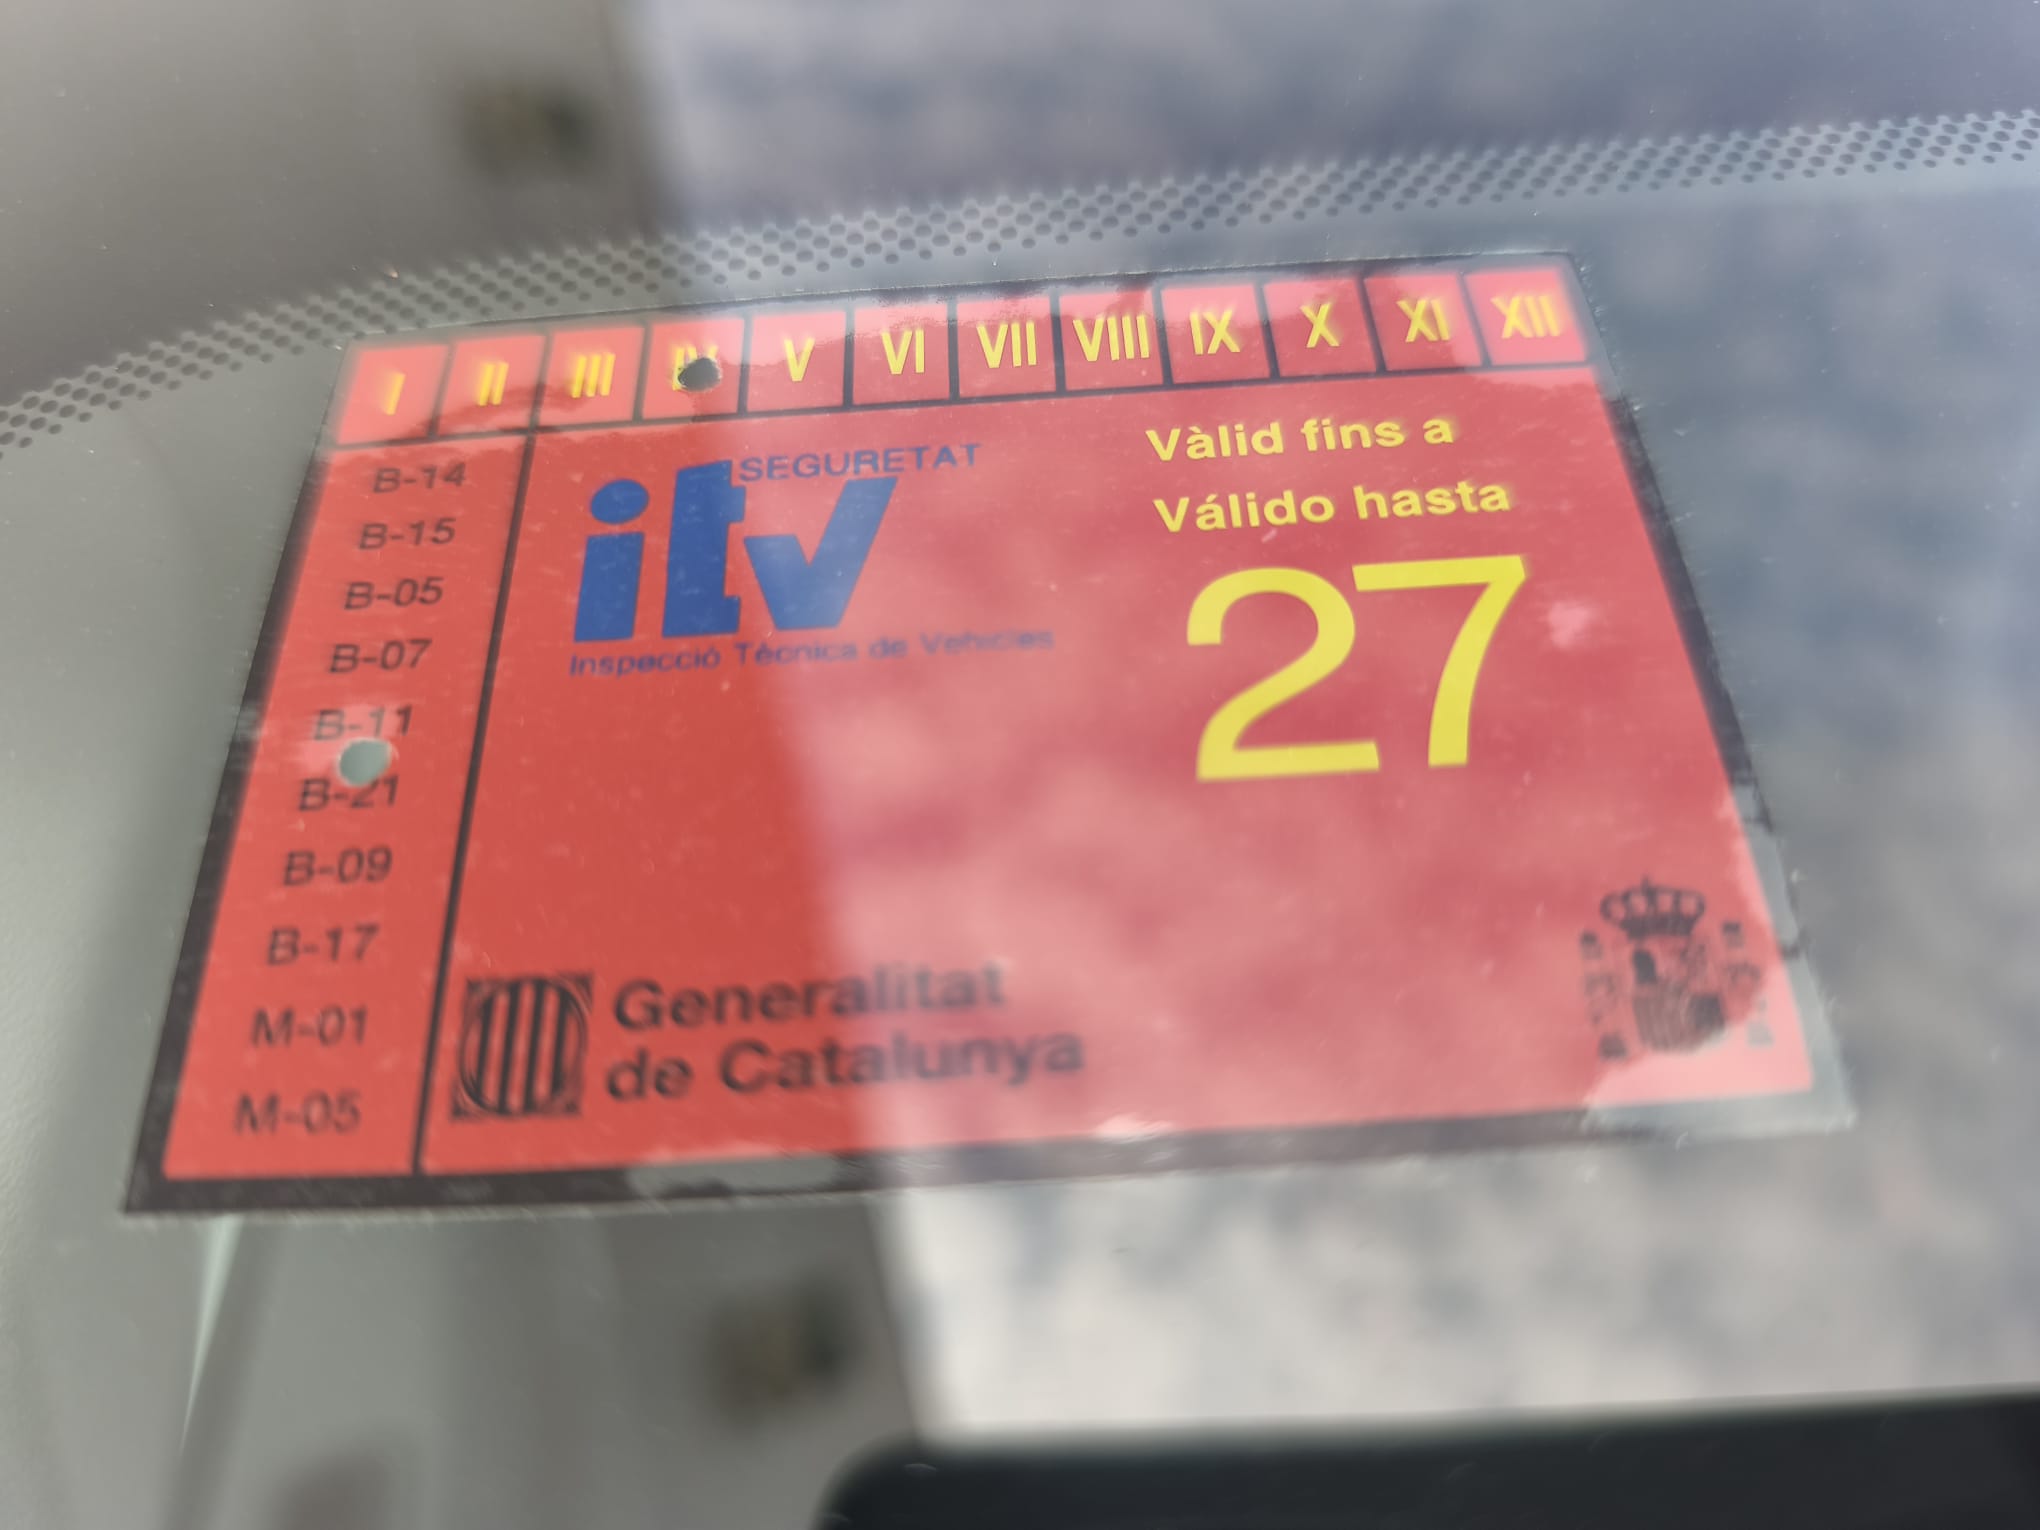 I II III IV V VI VII VIII IX X XI XII
B-14
B-15
B-05
B-07
B-11
B-21
B-09
B-17
M-01
M-05
SEGURETAT
itv
Inspecció Tècnica de Vehicles
Vàlid fins a
Válido hasta
27
Generalitat
de Catalunya